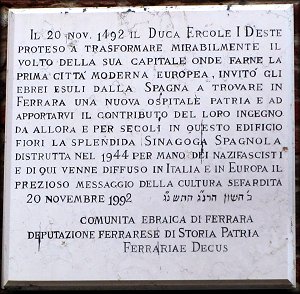 IL 20 NOV. 1492 IL DUCA ERCOLE I D'ESTE
PROTESO A TRASFORMARE MIRABILMENTE IL
VOLTO DELLA SUA CAPITALE ONDE FARNE LA
PRIMA CITTÀ MODERNA EUROPEA, INVITÒ GLI
EBREI ESULI DALLA SPAGNA A TROVARE IN
FERRARA UNA NUOVA OSPITALE PATRIA E AD
APPORTARVI IL CONTRIBUTO DEL LORO INGEGNO
DA ALLORA E PER SECOLI IN QUESTO EDIFICIO
FIORÌ LA SPLENDIDA SINAGOGA SPAGNOLA
DISTRUTTA NEL 1944 PER MANO DEI NAZIFASCISTI
E DI QUI VENNE DIFFUSO IN ITALIA E IN EUROPA IL
PREZIOSO MESSAGGIO DELLA CULTURA SEFARDITA
20 NOVEMBRE 1992 כ׳ חשון הרנ״ג התשנ״ג
COMUNITÀ EBRAICA DI FERRARA
DEPUTAZIONE FERRARESE DI STORIA PATRIA
FERRARIAE DECUS